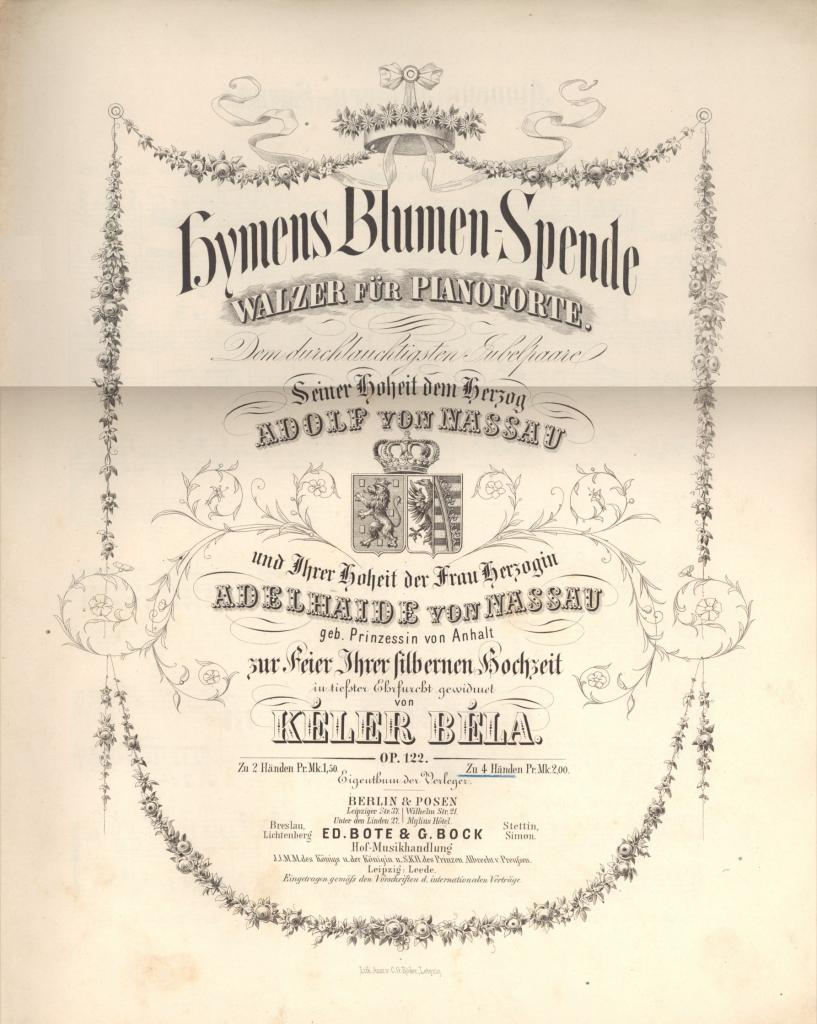 Hymens Blumen-Spende
WALZER FÜR PIANOFORTE.
Dem durchlauchtigsten Jubelpaare
Seiner Hoheit dem Herzog
ADOLF VON NASSAU
und Ihrer Hoheit der Frau Herzogin
ADELHAIDE VON NASSAU
geb. Prinzessin von Anhalt
zur Feier Ihrer silbernen Hochzeit
in tiefster Ehrfurcht gewidmet
von
KÉLER BÉLA.
OP. 122.
Zu 2 Händen Pr. Mk. 1,50. Zu 4 Händen Pr. Mk. 2,00.
Eigenthum der Verleger.
BERLIN & POSEN
Leipziger Str. 37. Wilhelm Str. 21.
Unter den Linden 27. Mylius Hôtel.
Breslau, Lichtenberg ED. BOTE & G. BOCK Stettin, Simon.
Hof-Musikhandlung
J.J.M.M. des Königs u. der Königin u. S.K.H. des Prinzen Albrecht v. Preußen.
Leipzig: Leede.
Eingetragen gemäß den Vorschriften d. internationalen Verträge.
Lith. Anst. v. C.G. Röder, Leipzig